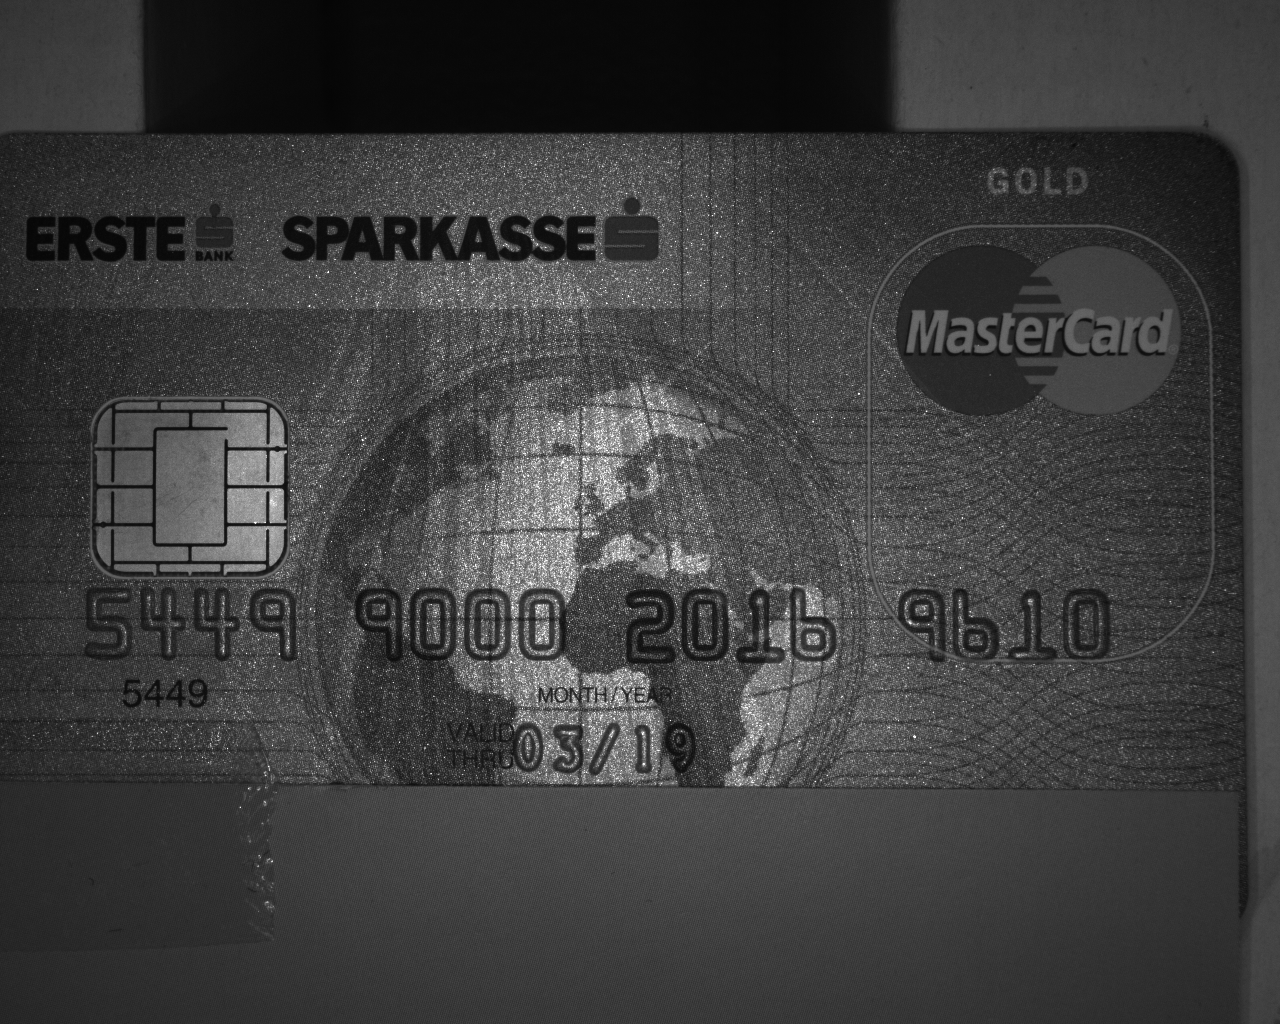 GOLD
ERSTE BANK SPARKASSE
MasterCard
5449 9000 2016 9610
5449
MONTH/YEAR
VALID THRU 03/19